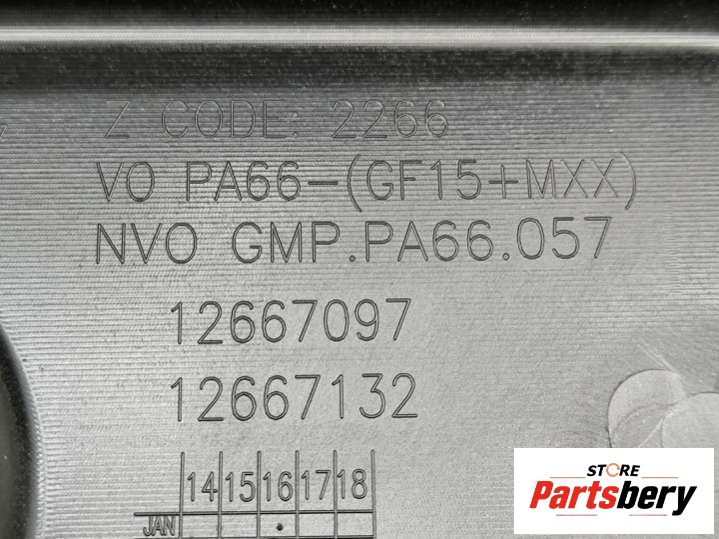 Z CODE: 2266
VO PA66-(GF15+MXX)
NVO GMP.PA66.057
12667097
12667132
14 15 16 17 18
JAN
STORE
Partsbery